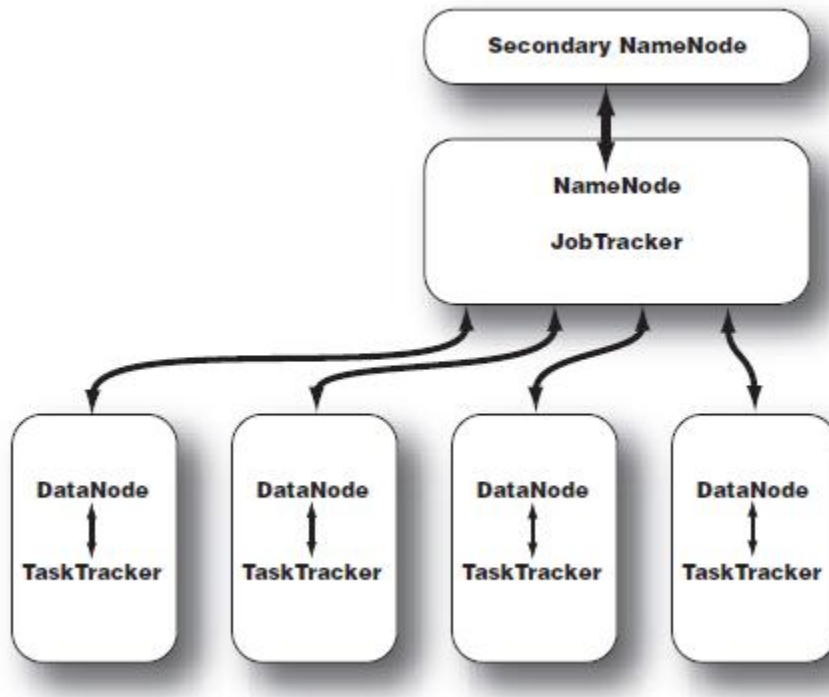 Secondary NameNode
NameNode
JobTracker
DataNode
TaskTracker
DataNode
TaskTracker
DataNode
TaskTracker
DataNode
TaskTracker